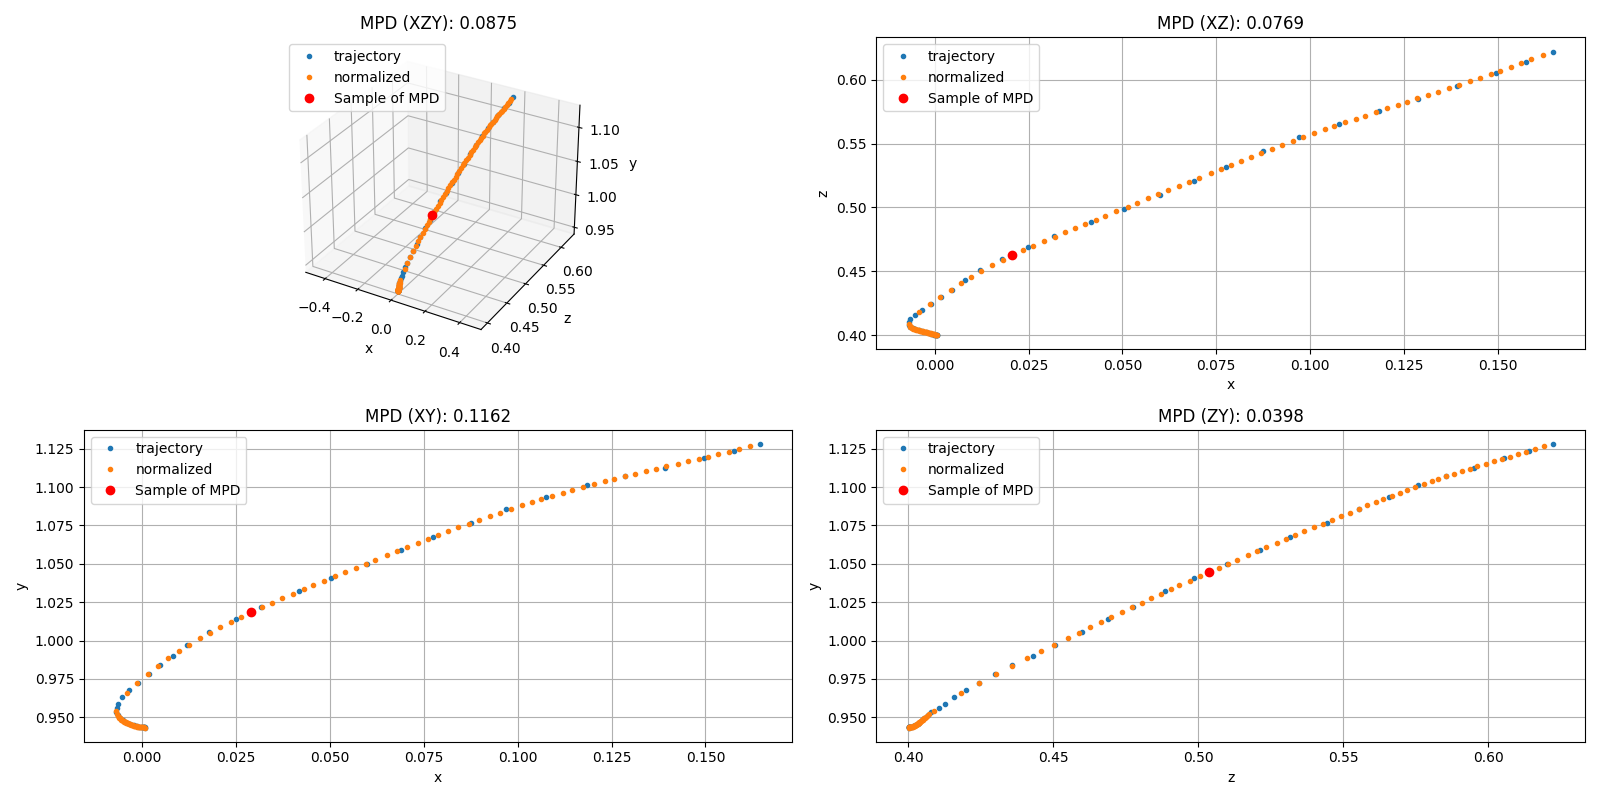 MPD (XZY): 0.0875
trajectory
normalized
Sample of MPD
1.10
1.05
1.00
0.95
y
0.60
0.55
0.50
0.45
0.40
z
−0.4
−0.2
0.0
0.2
0.4
x
MPD (XZ): 0.0769
trajectory
normalized
Sample of MPD
0.60
0.55
0.50
0.45
0.40
z
0.000 0.025 0.050 0.075 0.100 0.125 0.150
x
MPD (XY): 0.1162
trajectory
normalized
Sample of MPD
1.125
1.100
1.075
1.050
1.025
1.000
0.975
0.950
y
0.000 0.025 0.050 0.075 0.100 0.125 0.150
x
MPD (ZY): 0.0398
trajectory
normalized
Sample of MPD
1.125
1.100
1.075
1.050
1.025
1.000
0.975
0.950
y
0.40 0.45 0.50 0.55 0.60
z